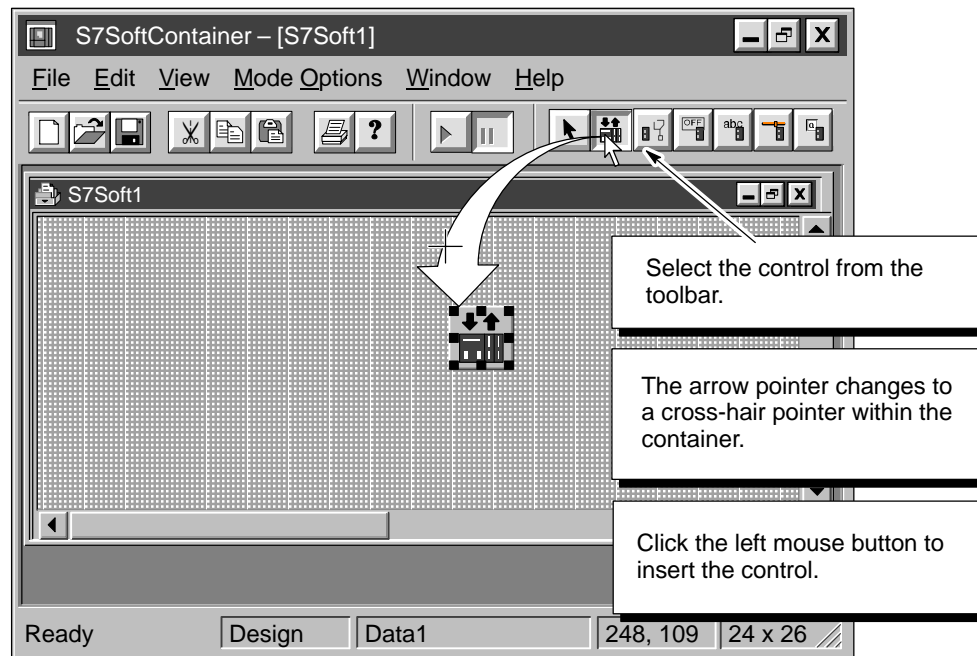 S7SoftContainer – [S7Soft1]
File Edit View Mode Options Window Help
? OFF abc a
S7Soft1
Select the control from the
toolbar.
The arrow pointer changes to
a cross-hair pointer within the
container.
Click the left mouse button to
insert the control.
Ready Design Data1 248, 109 24 x 26